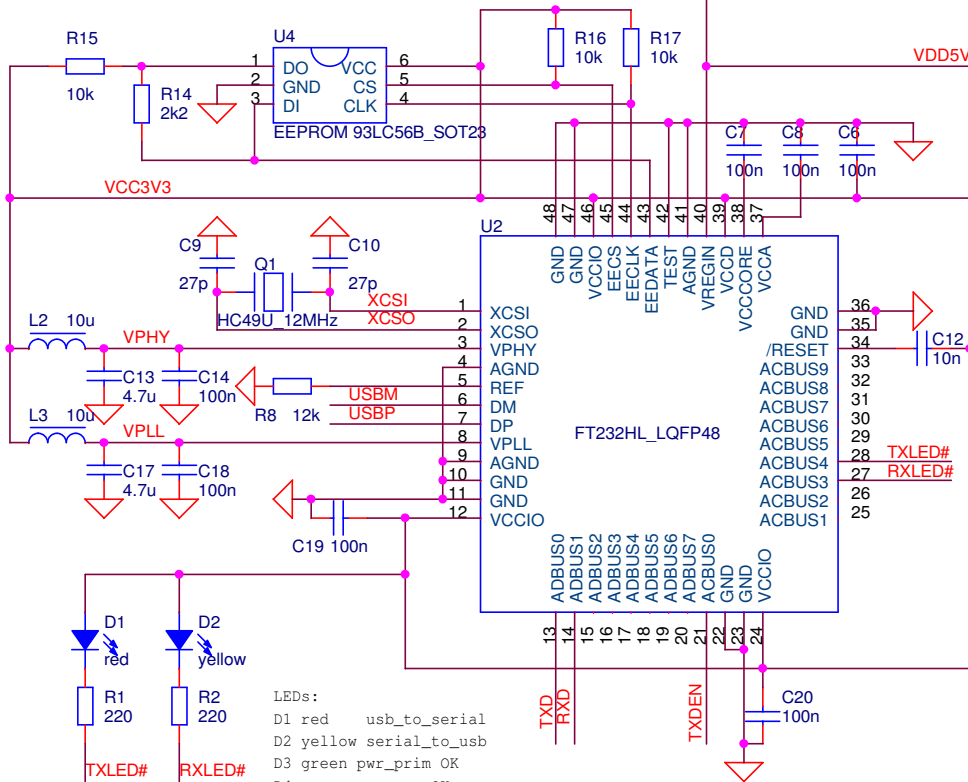 R15
10k
R14
2k2
U4
1
2
3
DO
GND
DI
VCC
CS
CLK
6
5
4
EEPROM 93LC56B_SOT23
R16
10k
R17
10k
VDD5V
C7
100n
C8
100n
C6
100n
VCC3V3
U2
48
47
46
45
44
43
42
41
40
39
38
37
GND
GND
VCCIO
EECS
EECLK
EEDATA
TEST
AGND
VREGIN
VCCD
VCCCORE
VCCA
C9
27p
Q1
HC49U_12MHz
C10
27p
XCSI
XCSO
L2 10u
VPHY
C13
4.7u
C14
100n
R8 12k
USBM
USBP
L3 10u
VPLL
C17
4.7u
C18
100n
C19 100n
1 XCSI
2 XCSO
3 VPHY
4 AGND
5 REF
6 DM
7 DP
8 VPLL
9 AGND
10 GND
11 GND
12 VCCIO
FT232HL_LQFP48
GND 36
GND 35
/RESET 34
ACBUS9 33
ACBUS8 32
ACBUS7 31
ACBUS6 30
ACBUS5 29
ACBUS4 28
ACBUS3 27
ACBUS2 26
ACBUS1 25
C12
10n
TXLED#
RXLED#
ADBUS0
ADBUS1
ADBUS2
ADBUS3
ADBUS4
ADBUS5
ADBUS6
ADBUS7
ACBUS0
GND
GND
VCCIO
13
14
15
16
17
18
19
20
21
22
23
24
TXD
RXD
TXDEN
C20
100n
D1
red
D2
yellow
R1
220
R2
220
TXLED#
RXLED#
LEDs:
D1 red usb_to_serial
D2 yellow serial_to_usb
D3 green pwr_prim OK